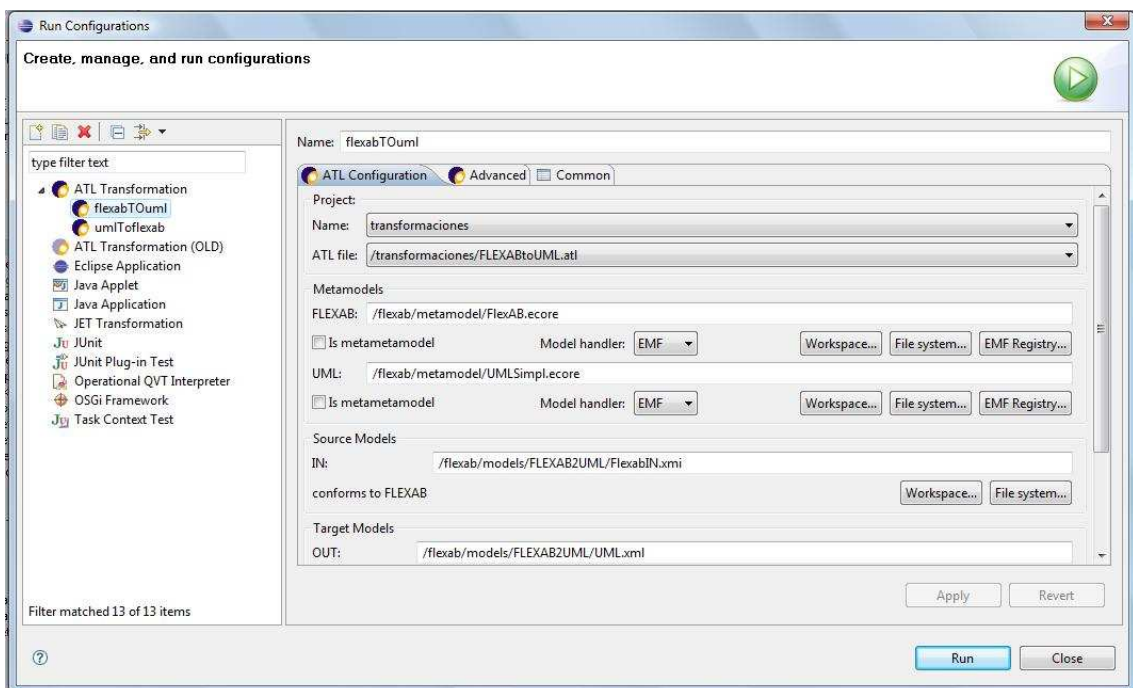 Run Configurations
Create, manage, and run configurations
type filter text
ATL Transformation
flexabTOuml
umlToflexab
ATL Transformation (OLD)
Eclipse Application
Java Applet
Java Application
JET Transformation
JUnit
JUnit Plug-in Test
Operational QVT Interpreter
OSGi Framework
Task Context Test
Filter matched 13 of 13 items
Name: flexabTOuml
ATL Configuration Advanced Common
Project:
Name: transformaciones
ATL file: /transformaciones/FLEXABtoUML.atl
Metamodels
FLEXAB: /flexab/metamodel/FlexAB.ecore
Is metametamodel Model handler: EMF Workspace... File system... EMF Registry...
UML: /flexab/metamodel/UMLSimpl.ecore
Is metametamodel Model handler: EMF Workspace... File system... EMF Registry...
Source Models
IN: /flexab/models/FLEXAB2UML/FlexabIN.xmi
conforms to FLEXAB Workspace... File system...
Target Models
OUT: /flexab/models/FLEXAB2UML/UML.xml
Apply Revert
Run Close